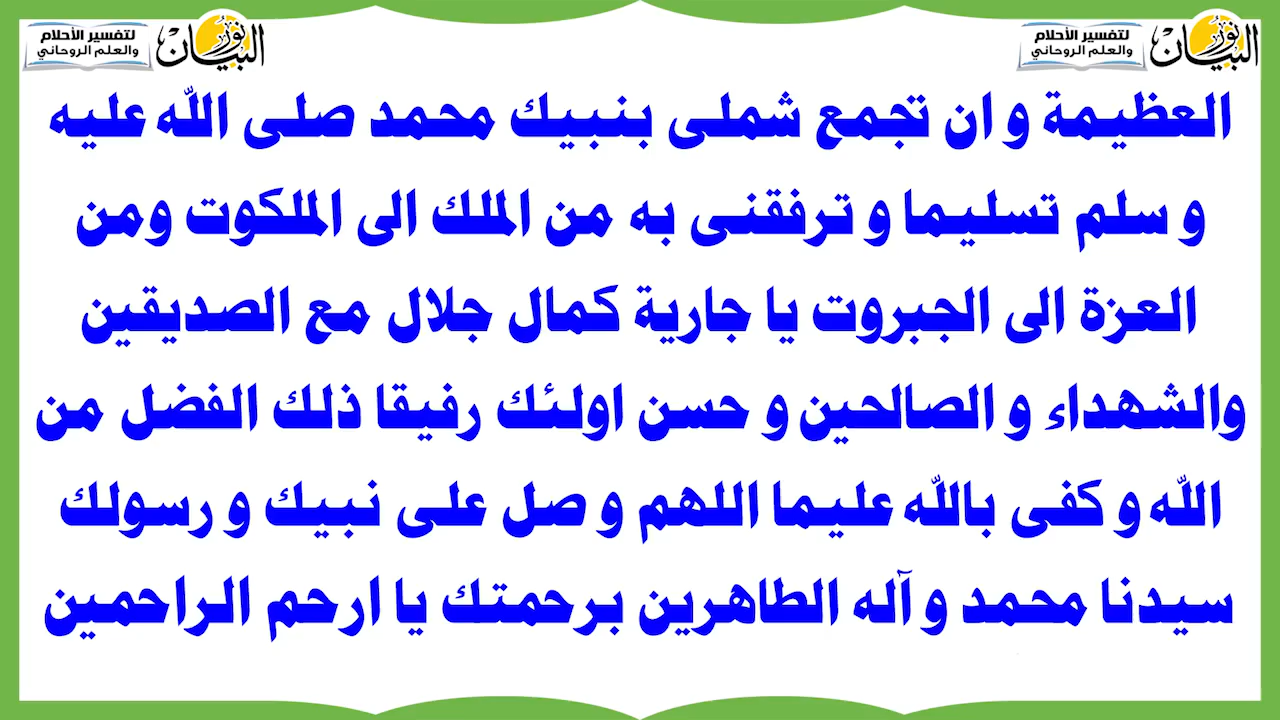 نور البيان
لتفسير الأحلام
والعلم الروحاني
نور البيان
لتفسير الأحلام
والعلم الروحاني
العظيمة و ان تجمع شملى بنبيك محمد صلى الله عليه
و سلم تسليما و ترفقنى به من الملك الى الملكوت ومن
العزة الى الجبروت يا جارية كمال جلال مع الصديقين
والشهداء و الصالحين و حسن اولئك رفيقا ذلك الفضل من
الله و كفى بالله عليما اللهم و صل على نبيك و رسولك
سيدنا محمد و آله الطاهرين برحمتك يا ارحم الراحمين